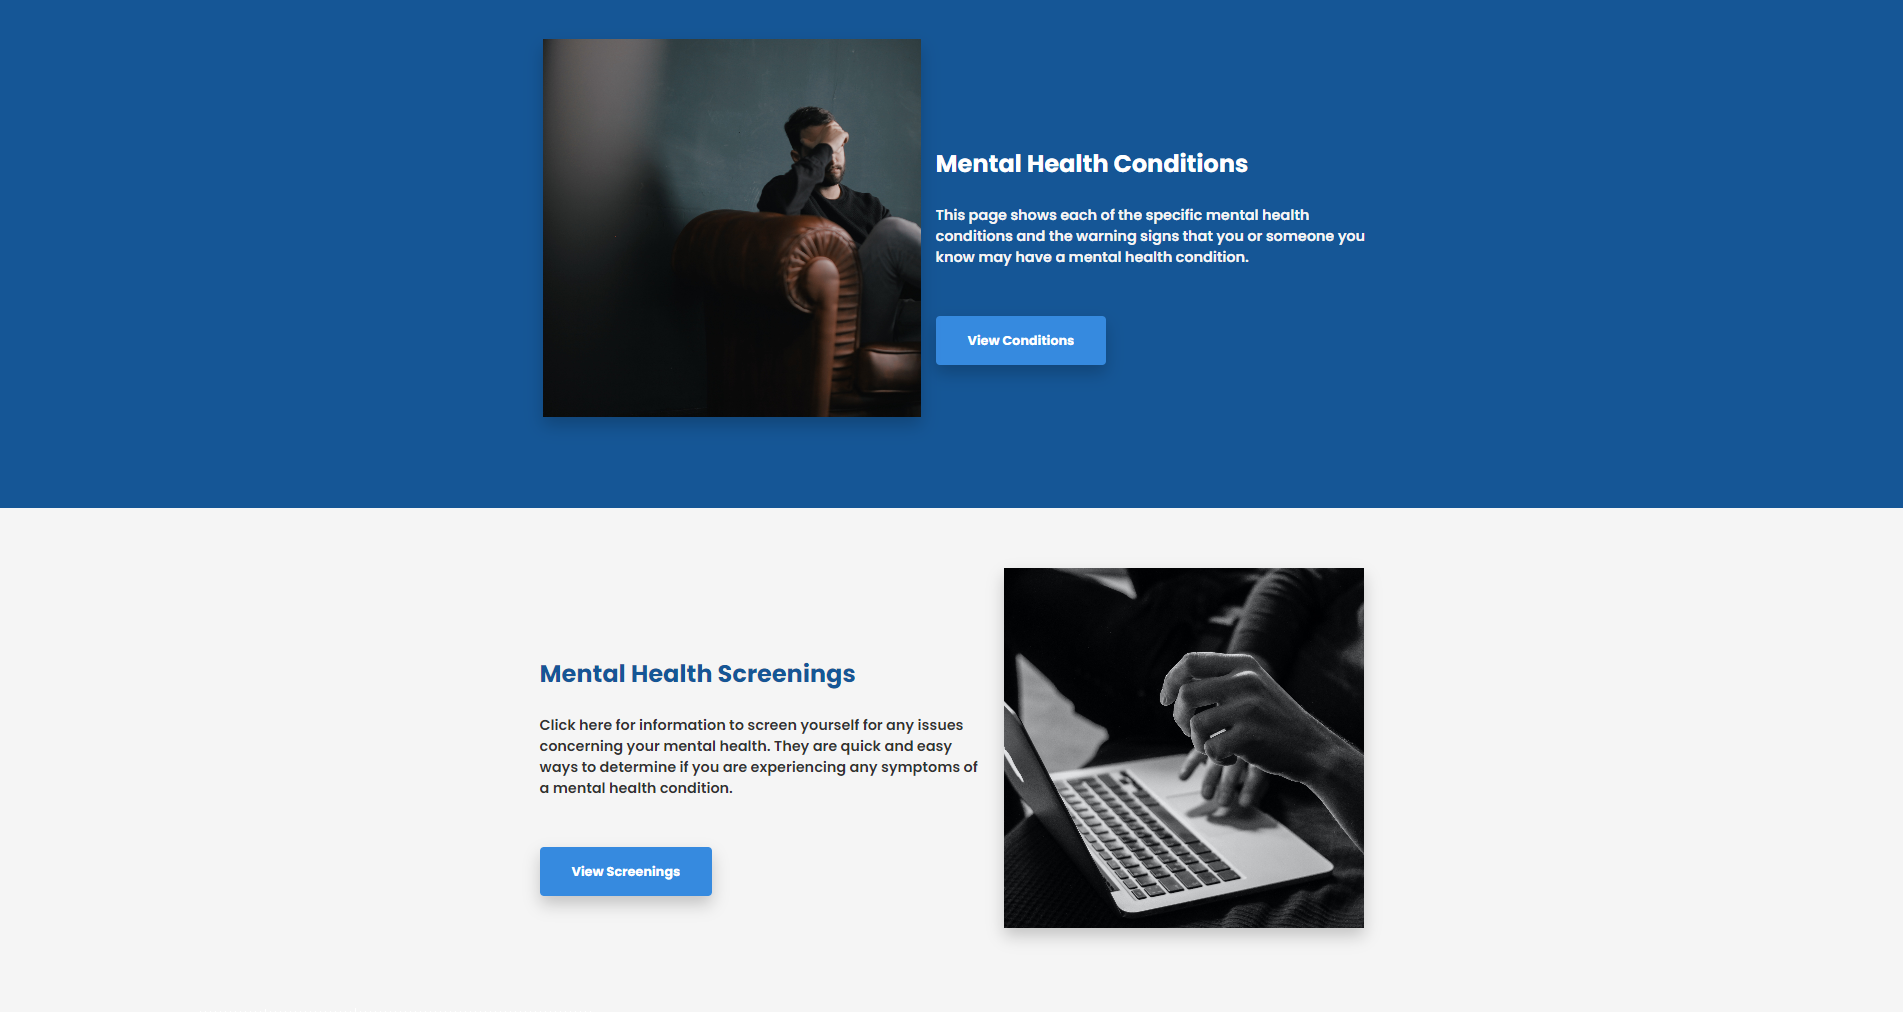 Mental Health Conditions
This page shows each of the specific mental health
conditions and the warning signs that you or someone you
know may have a mental health condition.
View Conditions
Mental Health Screenings
Click here for information to screen yourself for any issues
concerning your mental health. They are quick and easy
ways to determine if you are experiencing any symptoms of
a mental health condition.
View Screenings